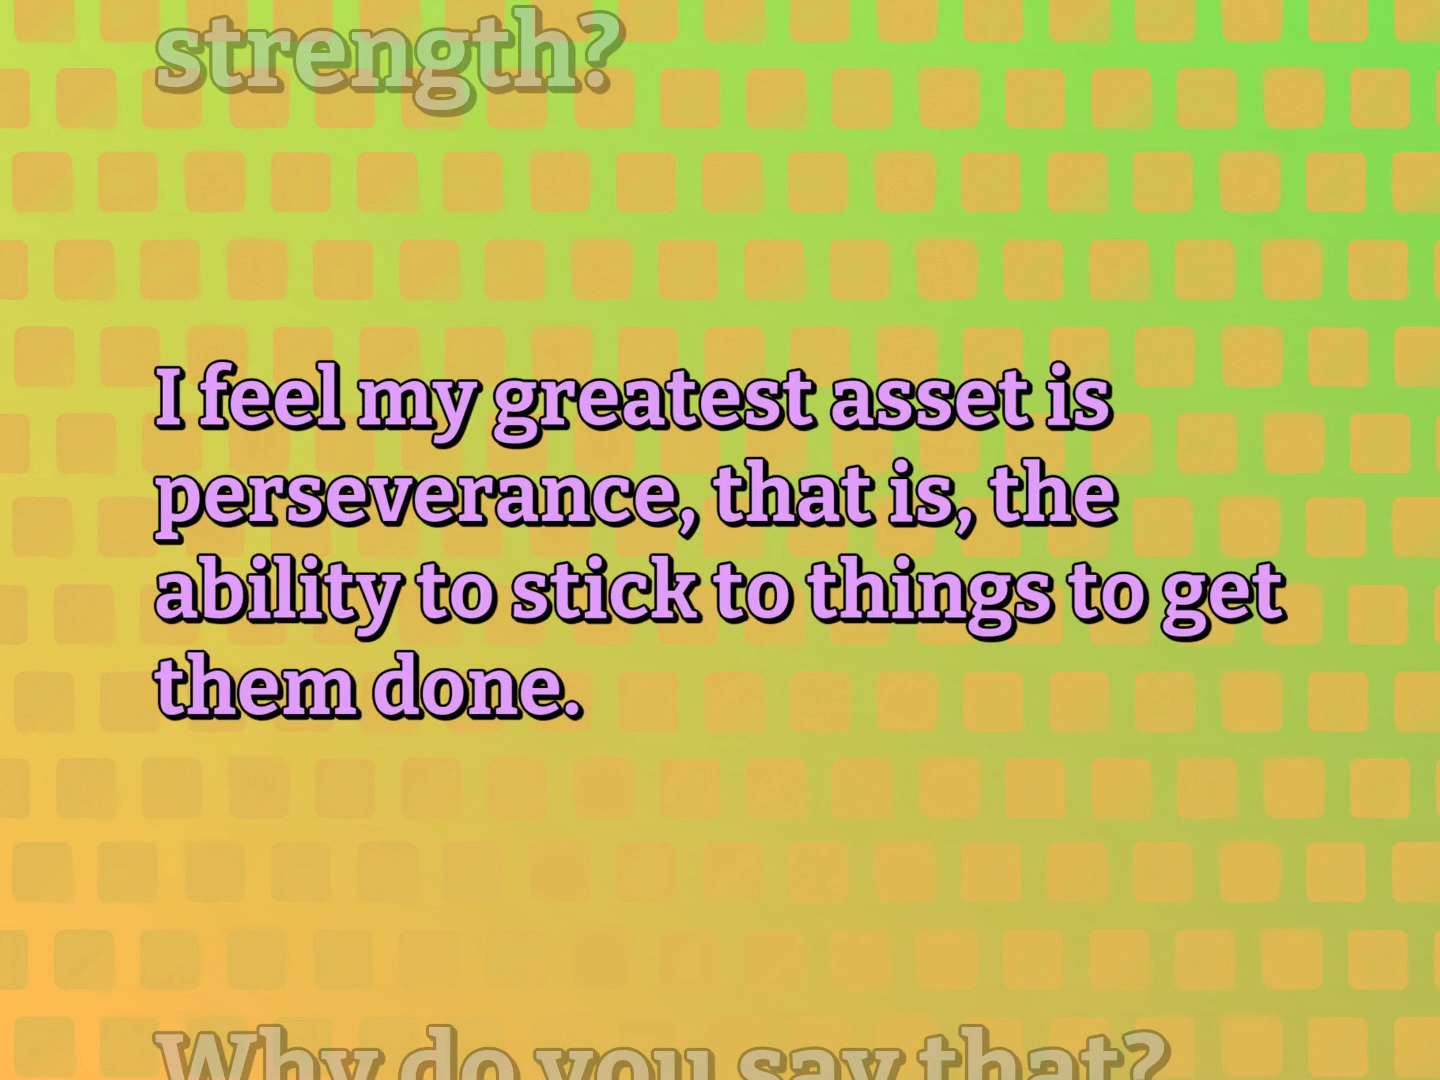 strength?
I feel my greatest asset is
perseverance, that is, the
ability to stick to things to get
them done.
Why do you say that?